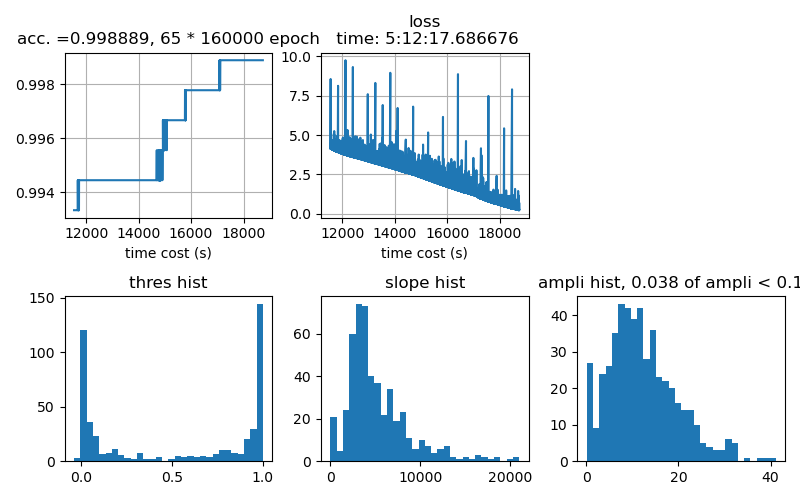 loss
acc. =0.998889, 65 * 160000 epoch time: 5:12:17.686676
0.998
0.996
0.994
12000 14000 16000 18000
time cost (s)
10.0
7.5
5.0
2.5
0.0
12000 14000 16000 18000
time cost (s)
thres hist
150
100
50
0
0.0 0.5 1.0
slope hist
60
40
20
0
0 10000 20000
ampli hist, 0.038 of ampli < 0.1
40
30
20
10
0
0 20 40